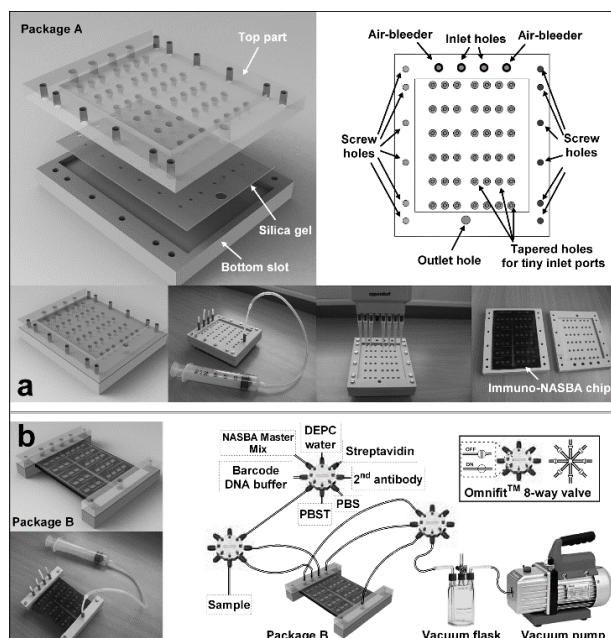 Package A
Top part
Silica gel
Bottom slot
Air-bleeder
Inlet holes
Air-bleeder
Screw
holes
Screw
holes
Outlet hole
Tapered holes
for tiny inlet ports
eppendorf
a
Immuno-NASBA chip
b
Package B
NASBA Master
Mix
DEPC
water
Streptavidin
Barcode
DNA buffer
2nd antibody
PBS
PBST
Sample
Package B
OFF
ON
Omnifit™ 8-way valve
Vacuum flask
Vacuum pump